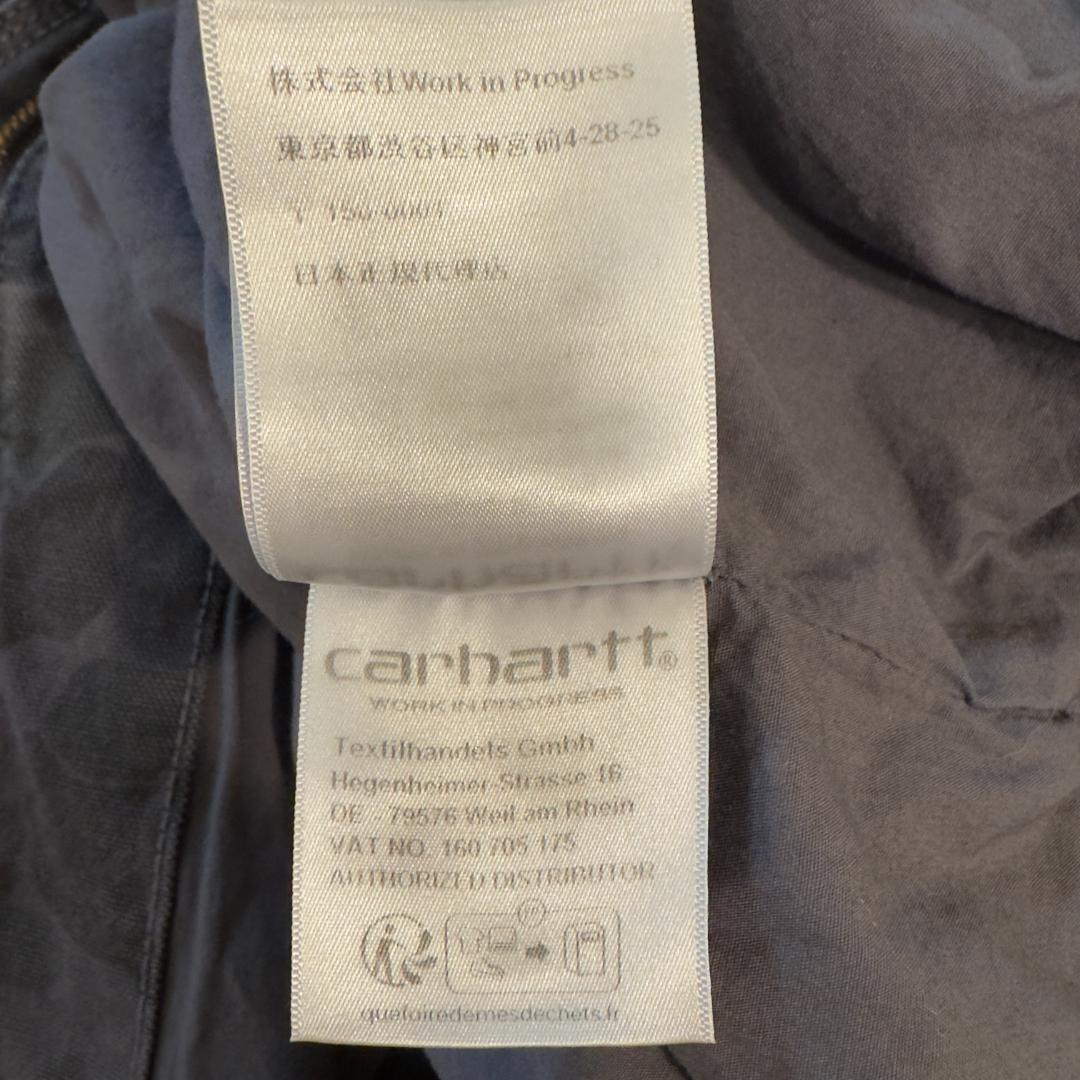 株式会社Work in Progress
東京都渋谷区神宮前4-28-25
〒 150-0001
日本正規代理店
carhartt®
WORK IN PROGRESS
Texfilhandels Gmbh
Hegenheimer-Strasse 16
DE - 79576 Weil am Rhein
VAT NO. 160 705 175
AUTHORIZED DISTRIBUTOR
FR
quefairedemesdechets.fr